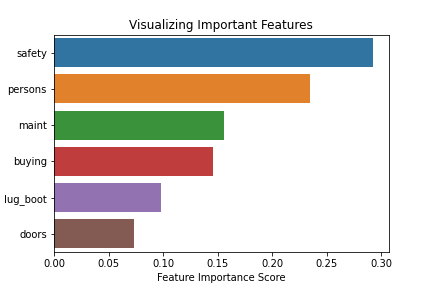 Visualizing Important Features
safety
persons
maint
buying
lug_boot
doors
0.00 0.05 0.10 0.15 0.20 0.25 0.30
Feature Importance Score